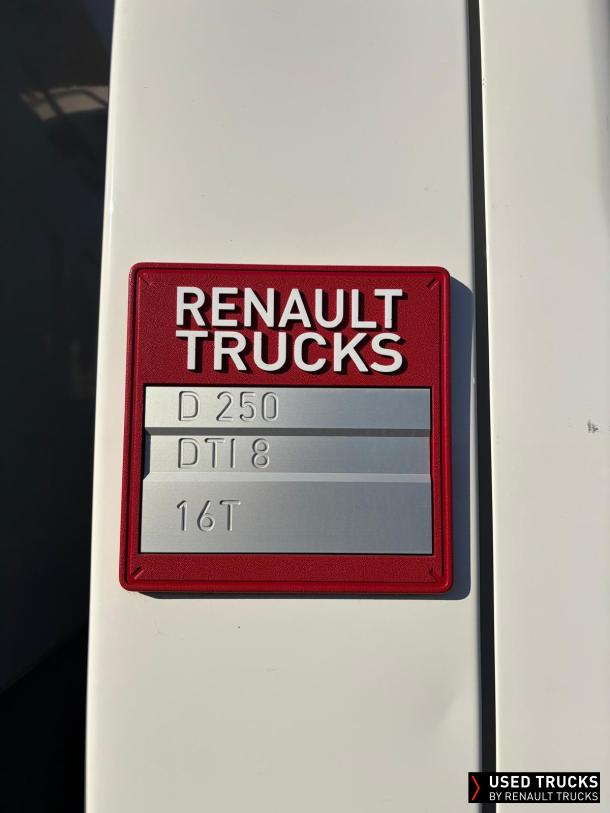 RENAULT
TRUCKS
D 250
DTI 8
16T
USED TRUCKS
BY RENAULT TRUCKS